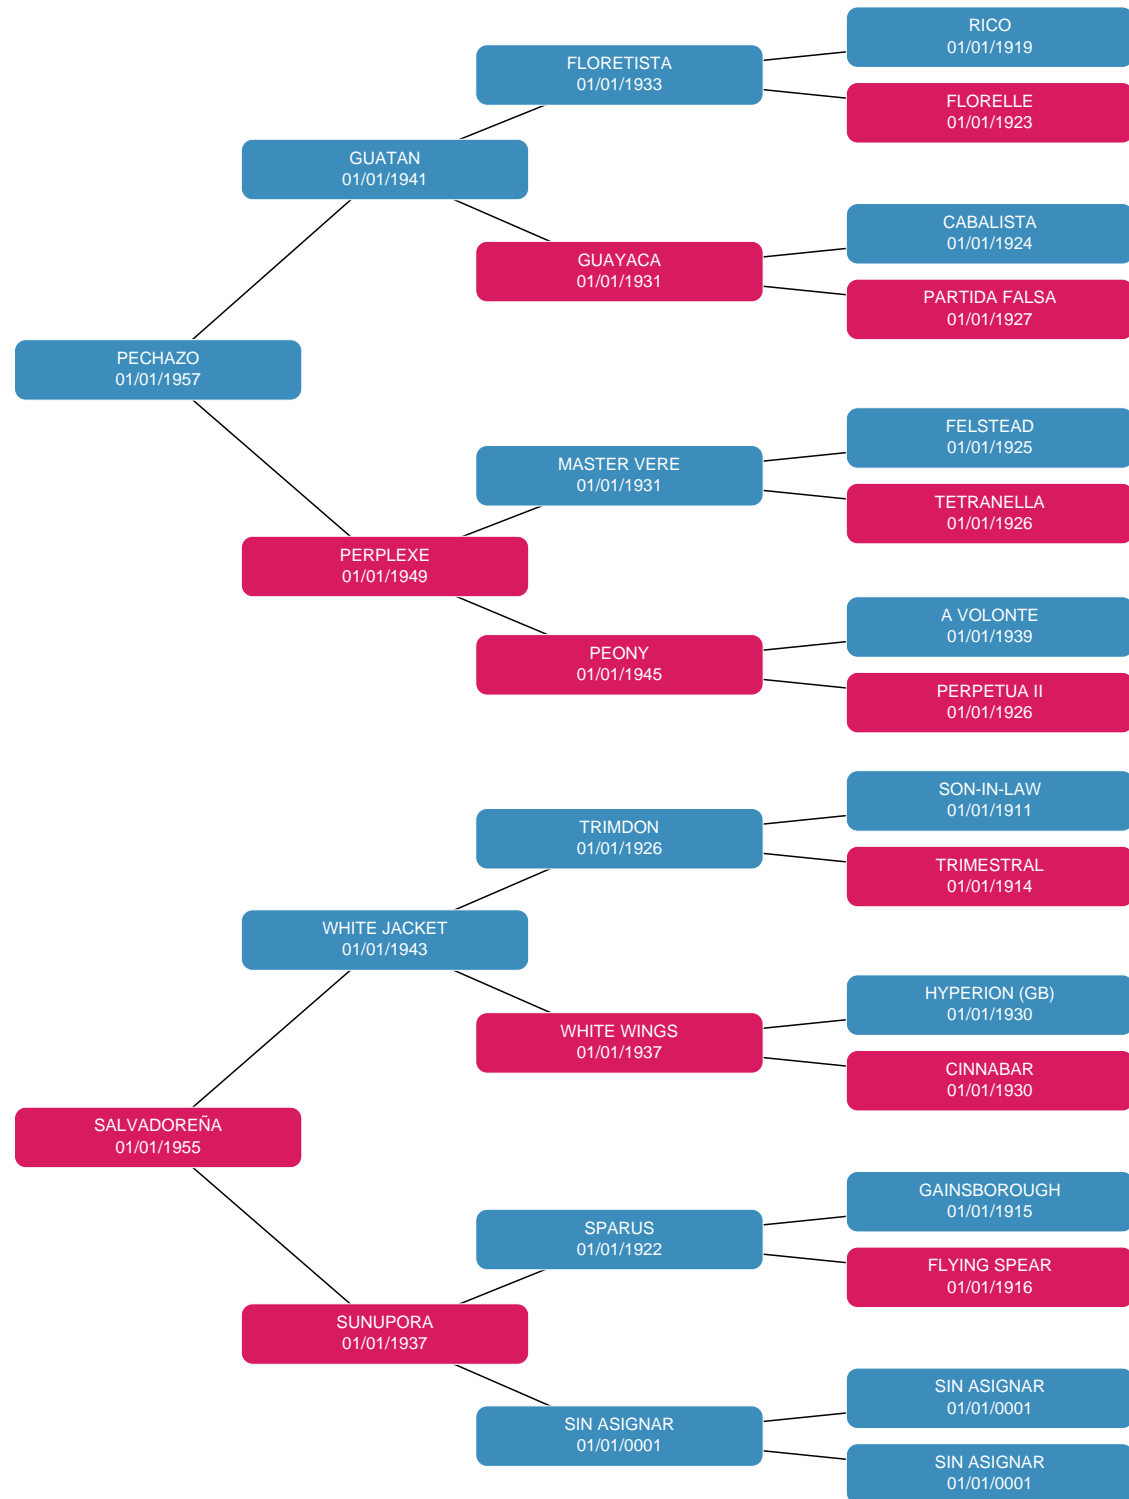 RICO
01/01/1919
FLORETISTA
01/01/1933
FLORELLE
01/01/1923
GUATAN
01/01/1941
CABALISTA
01/01/1924
GUAYACA
01/01/1931
PARTIDA FALSA
01/01/1927
PECHAZO
01/01/1957
FELSTEAD
01/01/1925
MASTER VERE
01/01/1931
TETRANELLA
01/01/1926
PERPLEXE
01/01/1949
A VOLONTE
01/01/1939
PEONY
01/01/1945
PERPETUA II
01/01/1926
SON-IN-LAW
01/01/1911
TRIMDON
01/01/1926
TRIMESTRAL
01/01/1914
WHITE JACKET
01/01/1943
HYPERION (GB)
01/01/1930
WHITE WINGS
01/01/1937
CINNABAR
01/01/1930
SALVADOREÑA
01/01/1955
GAINSBOROUGH
01/01/1915
SPARUS
01/01/1922
FLYING SPEAR
01/01/1916
SUNUPORA
01/01/1937
SIN ASIGNAR
01/01/0001
SIN ASIGNAR
01/01/0001
SIN ASIGNAR
01/01/0001